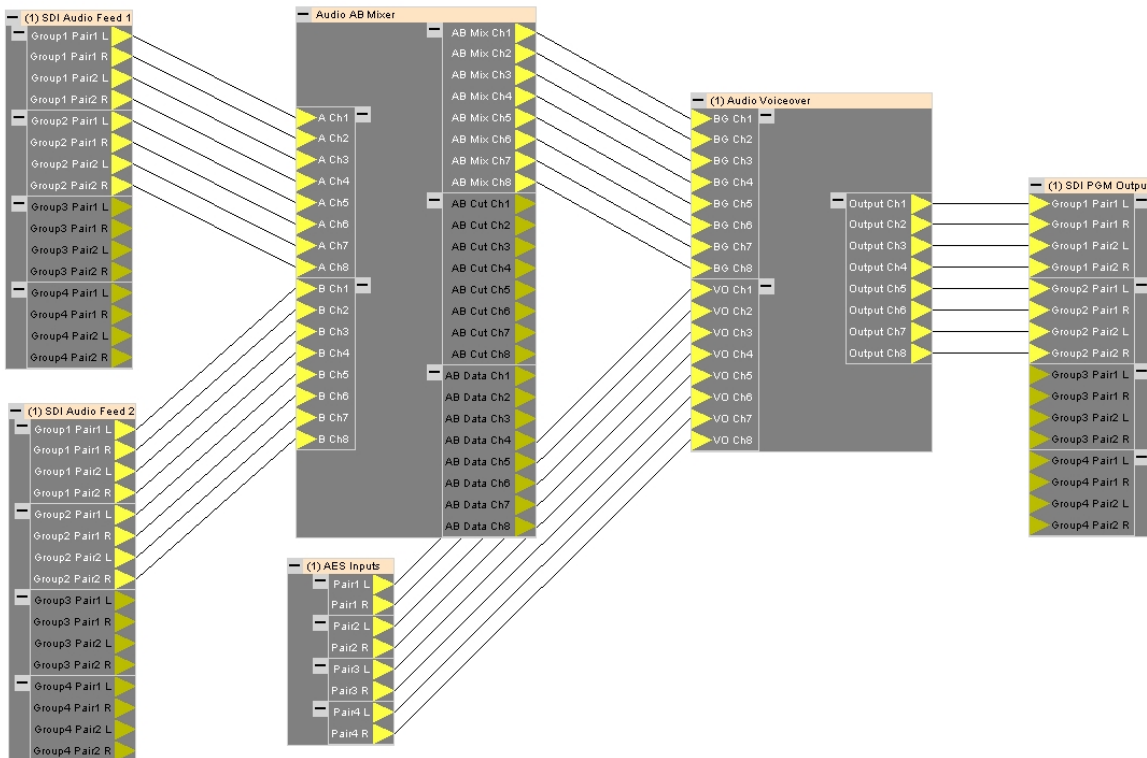 (1) SDI Audio Feed 1
Group1 Pair1 L
Group1 Pair1 R
Group1 Pair2 L
Group1 Pair2 R
Group2 Pair1 L
Group2 Pair1 R
Group2 Pair2 L
Group2 Pair2 R
Group3 Pair1 L
Group3 Pair1 R
Group3 Pair2 L
Group3 Pair2 R
Group4 Pair1 L
Group4 Pair1 R
Group4 Pair2 L
Group4 Pair2 R
(1) SDI Audio Feed 2
Group1 Pair1 L
Group1 Pair1 R
Group1 Pair2 L
Group1 Pair2 R
Group2 Pair1 L
Group2 Pair1 R
Group2 Pair2 L
Group2 Pair2 R
Group3 Pair1 L
Group3 Pair1 R
Group3 Pair2 L
Group3 Pair2 R
Group4 Pair1 L
Group4 Pair1 R
Group4 Pair2 L
Group4 Pair2 R
Audio AB Mixer
A Ch1
A Ch2
A Ch3
A Ch4
A Ch5
A Ch6
A Ch7
A Ch8
B Ch1
B Ch2
B Ch3
B Ch4
B Ch5
B Ch6
B Ch7
B Ch8
AB Mix Ch1
AB Mix Ch2
AB Mix Ch3
AB Mix Ch4
AB Mix Ch5
AB Mix Ch6
AB Mix Ch7
AB Mix Ch8
AB Cut Ch1
AB Cut Ch2
AB Cut Ch3
AB Cut Ch4
AB Cut Ch5
AB Cut Ch6
AB Cut Ch7
AB Cut Ch8
AB Data Ch1
AB Data Ch2
AB Data Ch3
AB Data Ch4
AB Data Ch5
AB Data Ch6
AB Data Ch7
AB Data Ch8
(1) AES Inputs
Pair1 L
Pair1 R
Pair2 L
Pair2 R
Pair3 L
Pair3 R
Pair4 L
Pair4 R
(1) Audio Voiceover
BG Ch1
BG Ch2
BG Ch3
BG Ch4
BG Ch5
BG Ch6
BG Ch7
BG Ch8
VO Ch1
VO Ch2
VO Ch3
VO Ch4
VO Ch5
VO Ch6
VO Ch7
VO Ch8
Output Ch1
Output Ch2
Output Ch3
Output Ch4
Output Ch5
Output Ch6
Output Ch7
Output Ch8
(1) SDI PGM Output
Group1 Pair1 L
Group1 Pair1 R
Group1 Pair2 L
Group1 Pair2 R
Group2 Pair1 L
Group2 Pair1 R
Group2 Pair2 L
Group2 Pair2 R
Group3 Pair1 L
Group3 Pair1 R
Group3 Pair2 L
Group3 Pair2 R
Group4 Pair1 L
Group4 Pair1 R
Group4 Pair2 L
Group4 Pair2 R